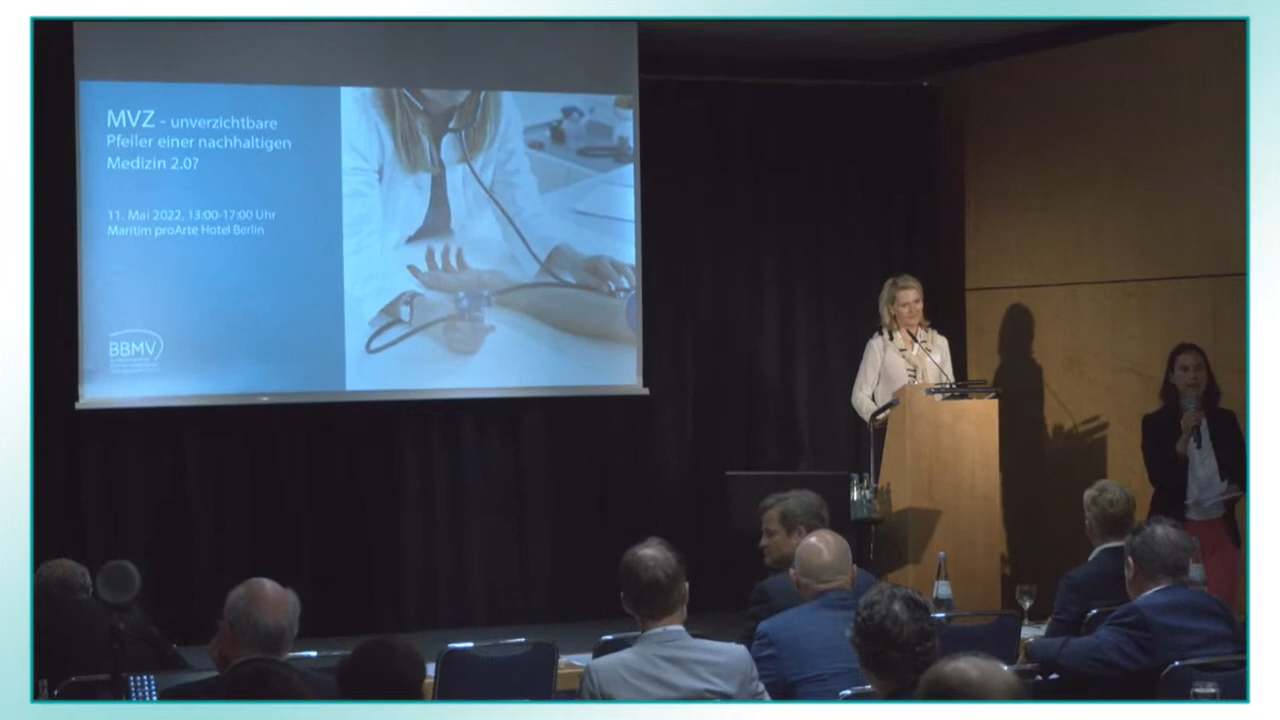 MVZ - unverzichtbare
Pfeiler einer nachhaltigen
Medizin 2.0?
11. Mai 2022, 13:00-17:00 Uhr
Maritim proArte Hotel Berlin
BBMV